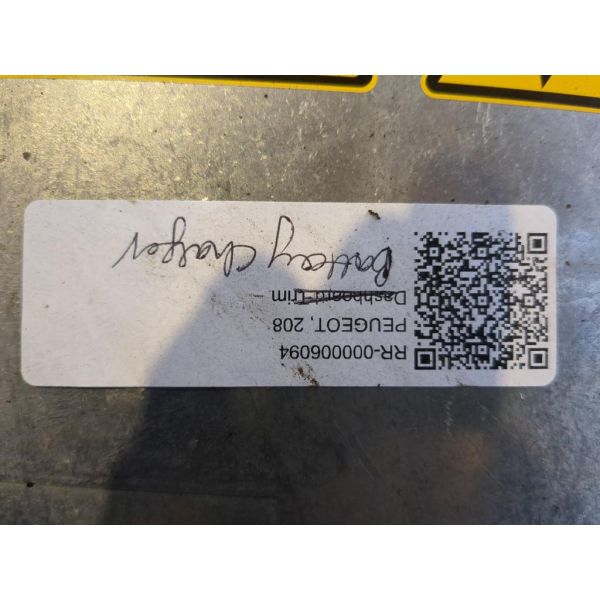 RR-000006094
PEUGEOT, 208
Dashboard Trim
Battery Charger